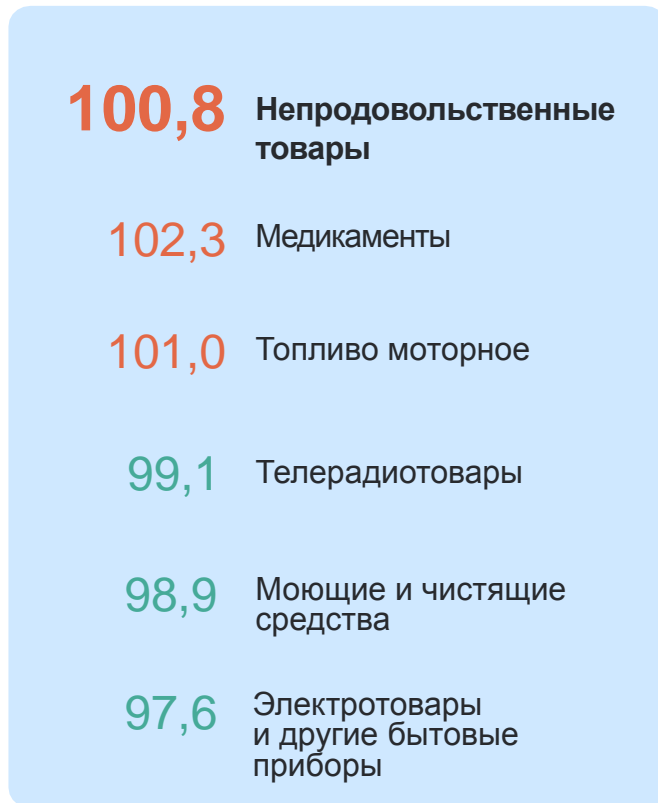 100,8 Непродовольственные
товары
102,3 Медикаменты
101,0 Топливо моторное
99,1 Телерадиотовары
98,9 Моющие и чистящие
средства
97,6 Электротовары
и другие бытовые
приборы